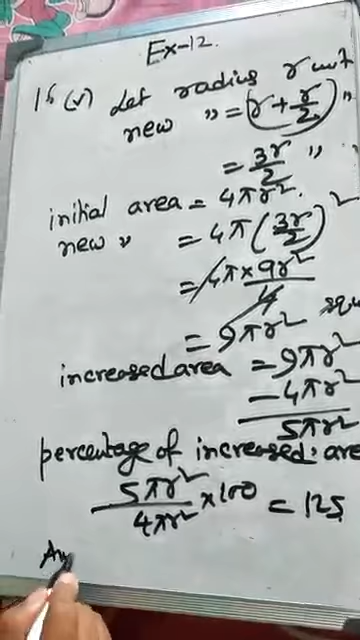 Ex-12.
1६ (v) Let radius r unit
new " = (r + r/2) "
= 3r/2 "
initial area = 4πr².
new " = 4π (3r/2)²
= 4π × 9r²/4
= 9πr²
increased area = 9πr²
- 4πr²
5πr²
percentage of increased area
5πr²/4πr² × 100 = 125